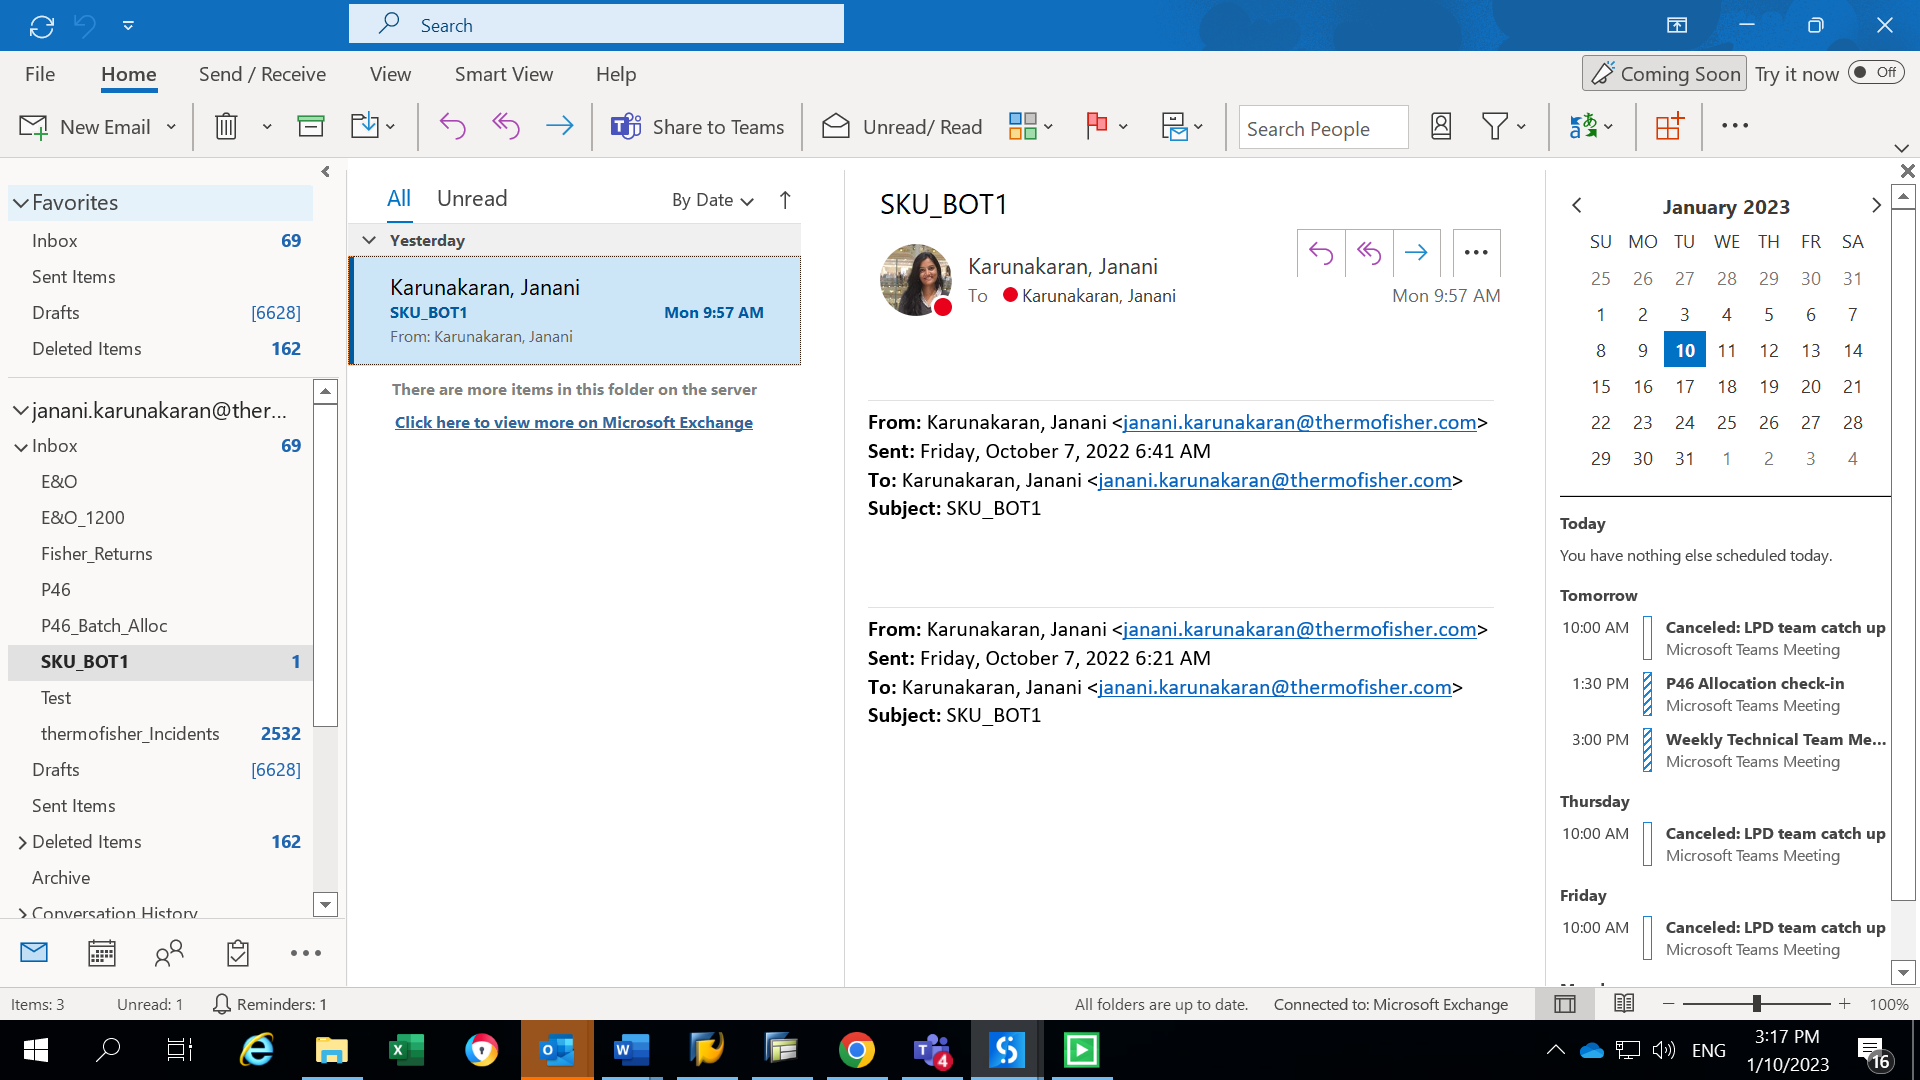 Search
File Home Send / Receive View Smart View Help
Coming Soon Try it now Off
New Email Share to Teams Unread/ Read Search People
Favorites
Inbox 69
Sent Items
Drafts [6628]
Deleted Items 162
janani.karunakaran@ther...
Inbox 69
E&O
E&O_1200
Fisher_Returns
P46
P46_Batch_Alloc
SKU_BOT1 1
Test
thermofisher_Incidents 2532
Drafts [6628]
Sent Items
Deleted Items 162
Archive
Conversation History
All Unread By Date
Yesterday
Karunakaran, Janani
SKU_BOT1 Mon 9:57 AM
From: Karunakaran, Janani
There are more items in this folder on the server
Click here to view more on Microsoft Exchange
SKU_BOT1
Karunakaran, Janani
To Karunakaran, Janani Mon 9:57 AM
From: Karunakaran, Janani <janani.karunakaran@thermofisher.com>
Sent: Friday, October 7, 2022 6:41 AM
To: Karunakaran, Janani <janani.karunakaran@thermofisher.com>
Subject: SKU_BOT1
From: Karunakaran, Janani <janani.karunakaran@thermofisher.com>
Sent: Friday, October 7, 2022 6:21 AM
To: Karunakaran, Janani <janani.karunakaran@thermofisher.com>
Subject: SKU_BOT1
January 2023
SU MO TU WE TH FR SA
25 26 27 28 29 30 31
1 2 3 4 5 6 7
8 9 10 11 12 13 14
15 16 17 18 19 20 21
22 23 24 25 26 27 28
29 30 31 1 2 3 4
Today
You have nothing else scheduled today.
Tomorrow
10:00 AM Canceled: LPD team catch up
Microsoft Teams Meeting
1:30 PM P46 Allocation check-in
Microsoft Teams Meeting
3:00 PM Weekly Technical Team Me...
Microsoft Teams Meeting
Thursday
10:00 AM Canceled: LPD team catch up
Microsoft Teams Meeting
Friday
10:00 AM Canceled: LPD team catch up
Microsoft Teams Meeting
Items: 3 Unread: 1 Reminders: 1 All folders are up to date. Connected to: Microsoft Exchange 100%
4 ENG 3:17 PM
1/10/2023 16